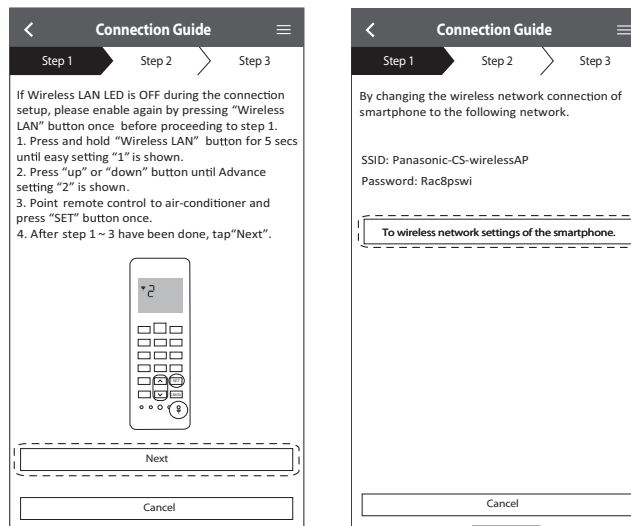 Connection Guide
Step 1
Step 2
Step 3
If Wireless LAN LED is OFF during the connection
setup, please enable again by pressing “Wireless
LAN” button once before proceeding to step 1.
1. Press and hold “Wireless LAN” button for 5 secs
until easy setting “1” is shown.
2. Press “up” or “down” button until Advance
setting “2” is shown.
3. Point remote control to air-conditioner and
press “SET” button once.
4. After step 1 ~ 3 have been done, tap“Next”.
2
SET
Next
Cancel
Connection Guide
Step 1
Step 2
Step 3
By changing the wireless network connection of
smartphone to the following network.
SSID: Panasonic-CS-wirelessAP
Password: Rac8pswi
To wireless network settings of the smartphone.
Cancel